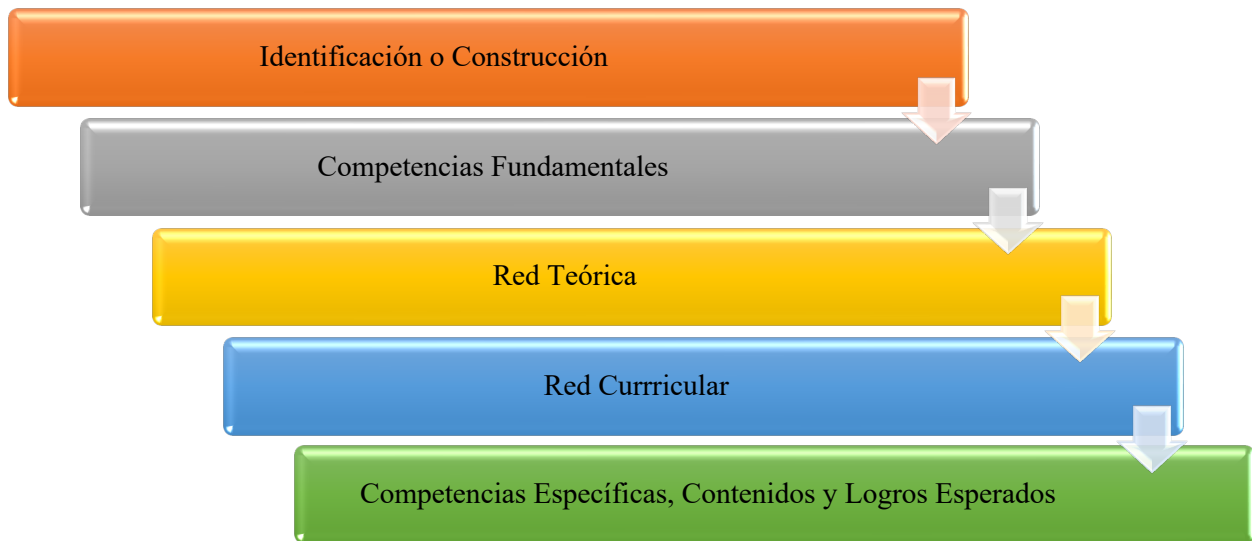 Identificación o Construcción
Competencias Fundamentales
Red Teórica
Red Currricular
Competencias Específicas, Contenidos y Logros Esperados